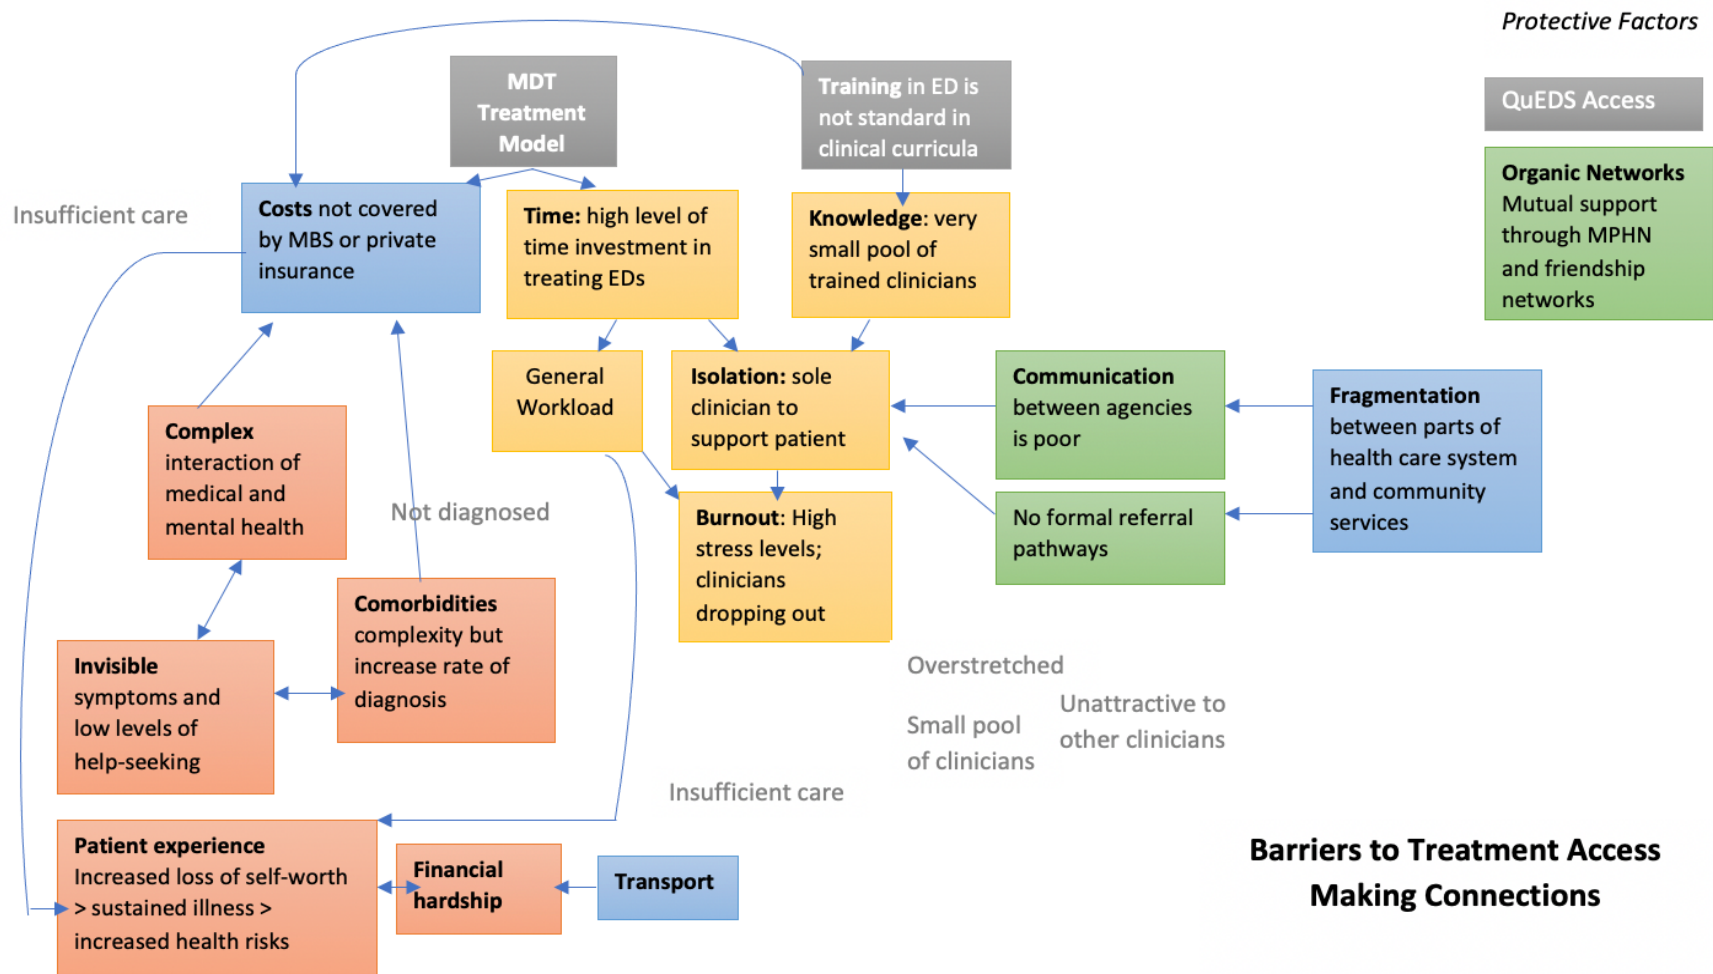 Protective Factors
MDT
Treatment
Model
Training in ED is
not standard in
clinical curricula
QuEDS Access
Organic Networks
Mutual support
through MPHN
and friendship
networks
Insufficient care
Costs not covered
by MBS or private
insurance
Time: high level of
time investment in
treating EDs
Knowledge: very
small pool of
trained clinicians
General
Workload
Isolation: sole
clinician to
support patient
Communication
between agencies
is poor
Fragmentation
between parts of
health care system
and community
services
Complex
interaction of
medical and
mental health
Not diagnosed
Burnout: High
stress levels;
clinicians
dropping out
No formal referral
pathways
Comorbidities
complexity but
increase rate of
diagnosis
Invisible
symptoms and
low levels of
help-seeking
Overstretched
Small pool
of clinicians
Unattractive to
other clinicians
Insufficient care
Patient experience
Increased loss of self-worth
> sustained illness >
increased health risks
Financial
hardship
Transport
Barriers to Treatment Access
Making Connections